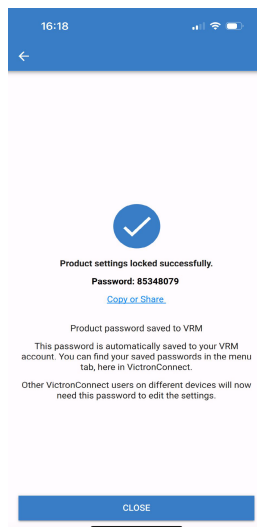 16:18
Product settings locked successfully.
Password: 85348079
Copy or Share
Product password saved to VRM
This password is automatically saved to your VRM
account. You can find your saved passwords in the menu
tab, here in VictronConnect.
Other VictronConnect users on different devices will now
need this password to edit the settings.
CLOSE